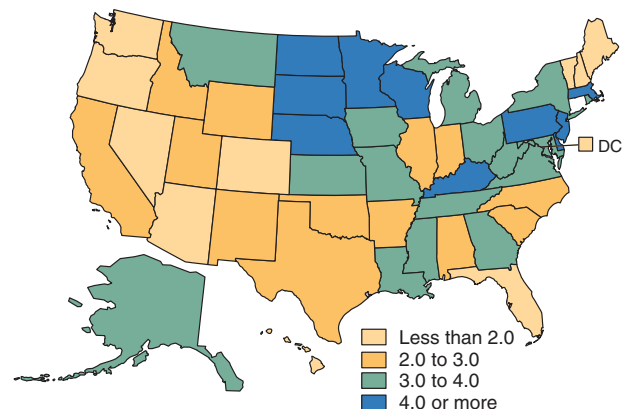 DC
Less than 2.0
2.0 to 3.0
3.0 to 4.0
4.0 or more